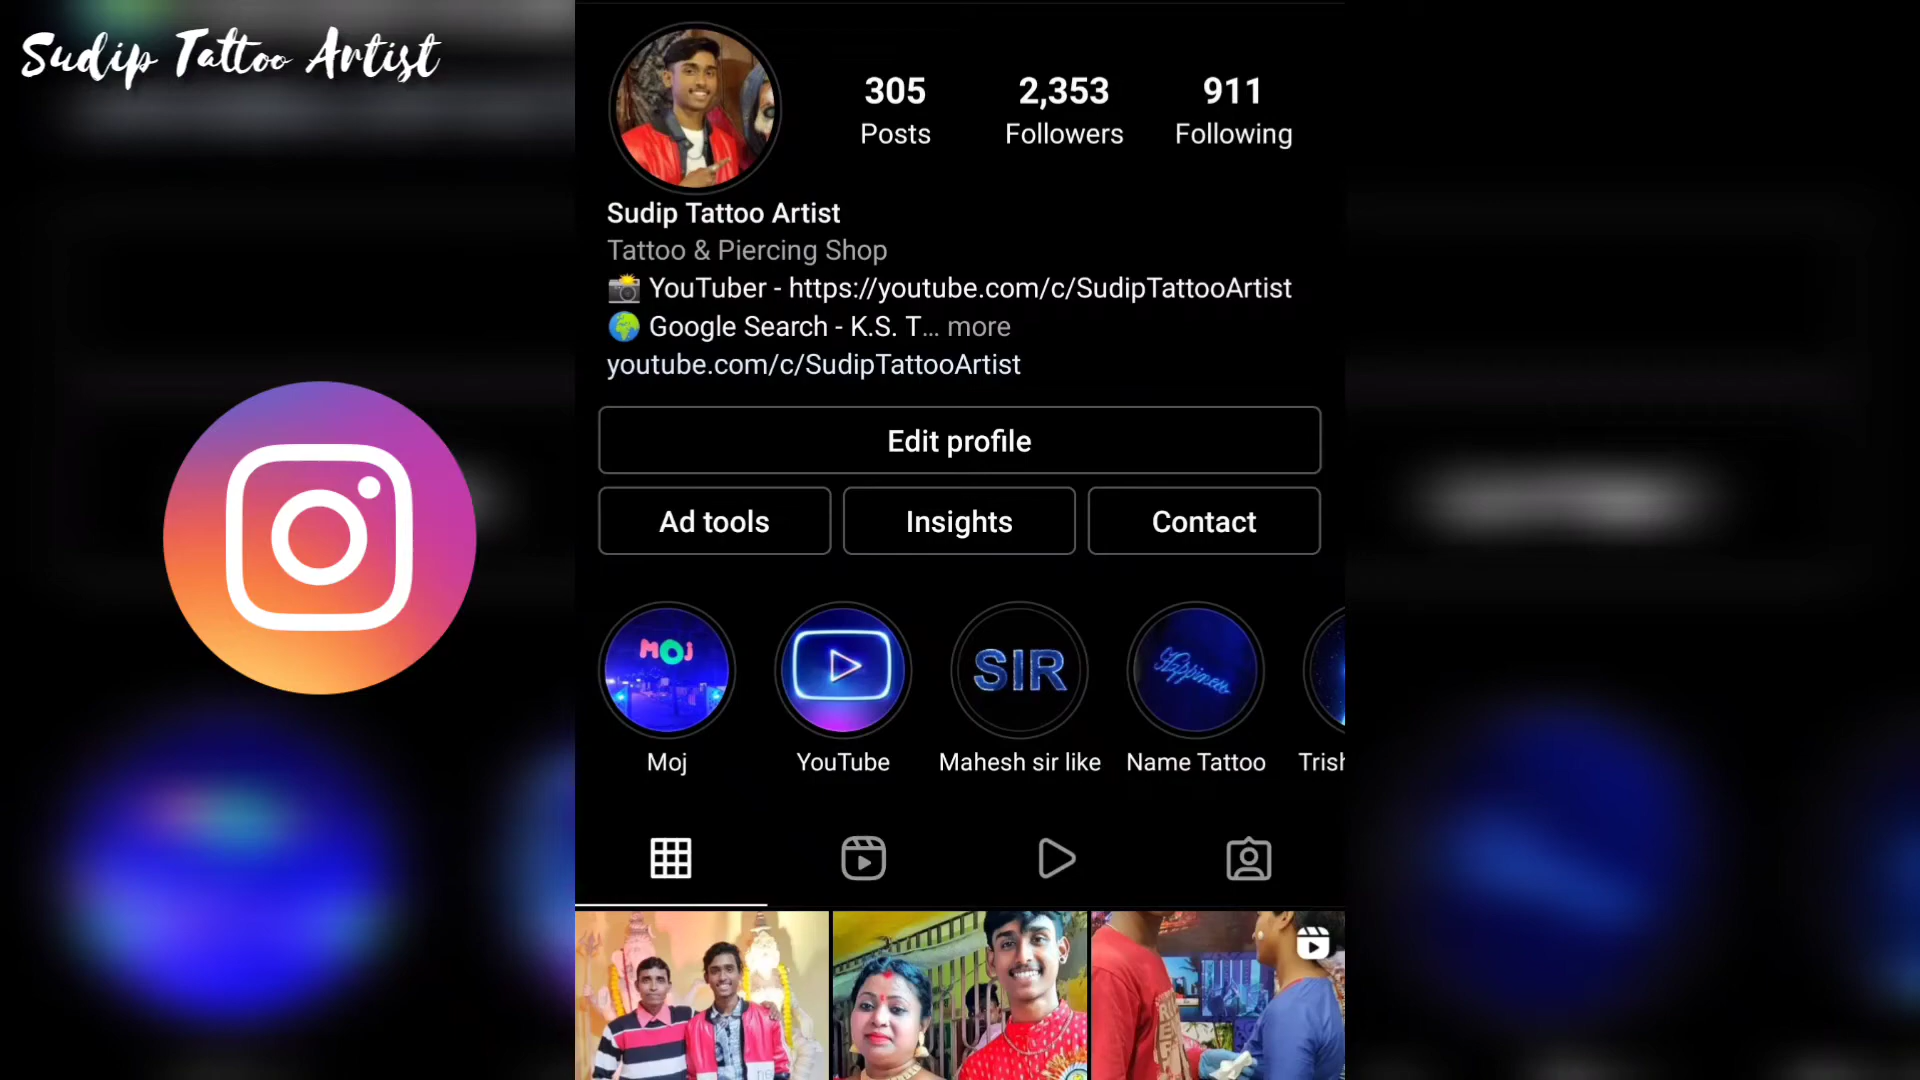 Sudip Tattoo Artist
305
Posts
2,353
Followers
911
Following
Sudip Tattoo Artist
Tattoo & Piercing Shop
📸 YouTuber - https://youtube.com/c/SudipTattooArtist
🌍 Google Search - K.S. T... more
youtube.com/c/SudipTattooArtist
Edit profile
Ad tools
Insights
Contact
MOJ
SIR
Happiness
Moj
YouTube
Mahesh sir like
Name Tattoo
Trish